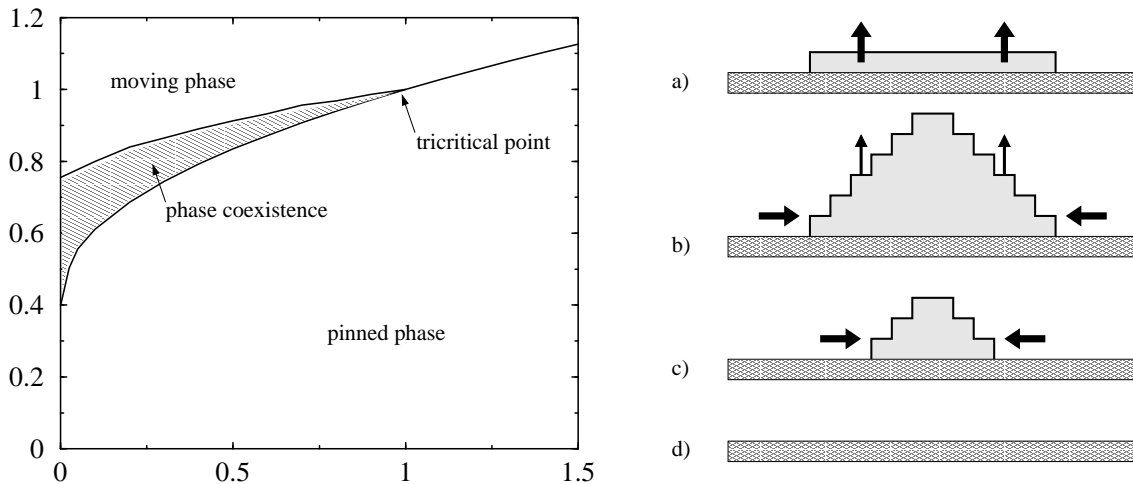 1.2
1
0.8
0.6
0.4
0.2
0
0
0.5
1
1.5
moving phase
tricritical point
phase coexistence
pinned phase
a)
b)
c)
d)